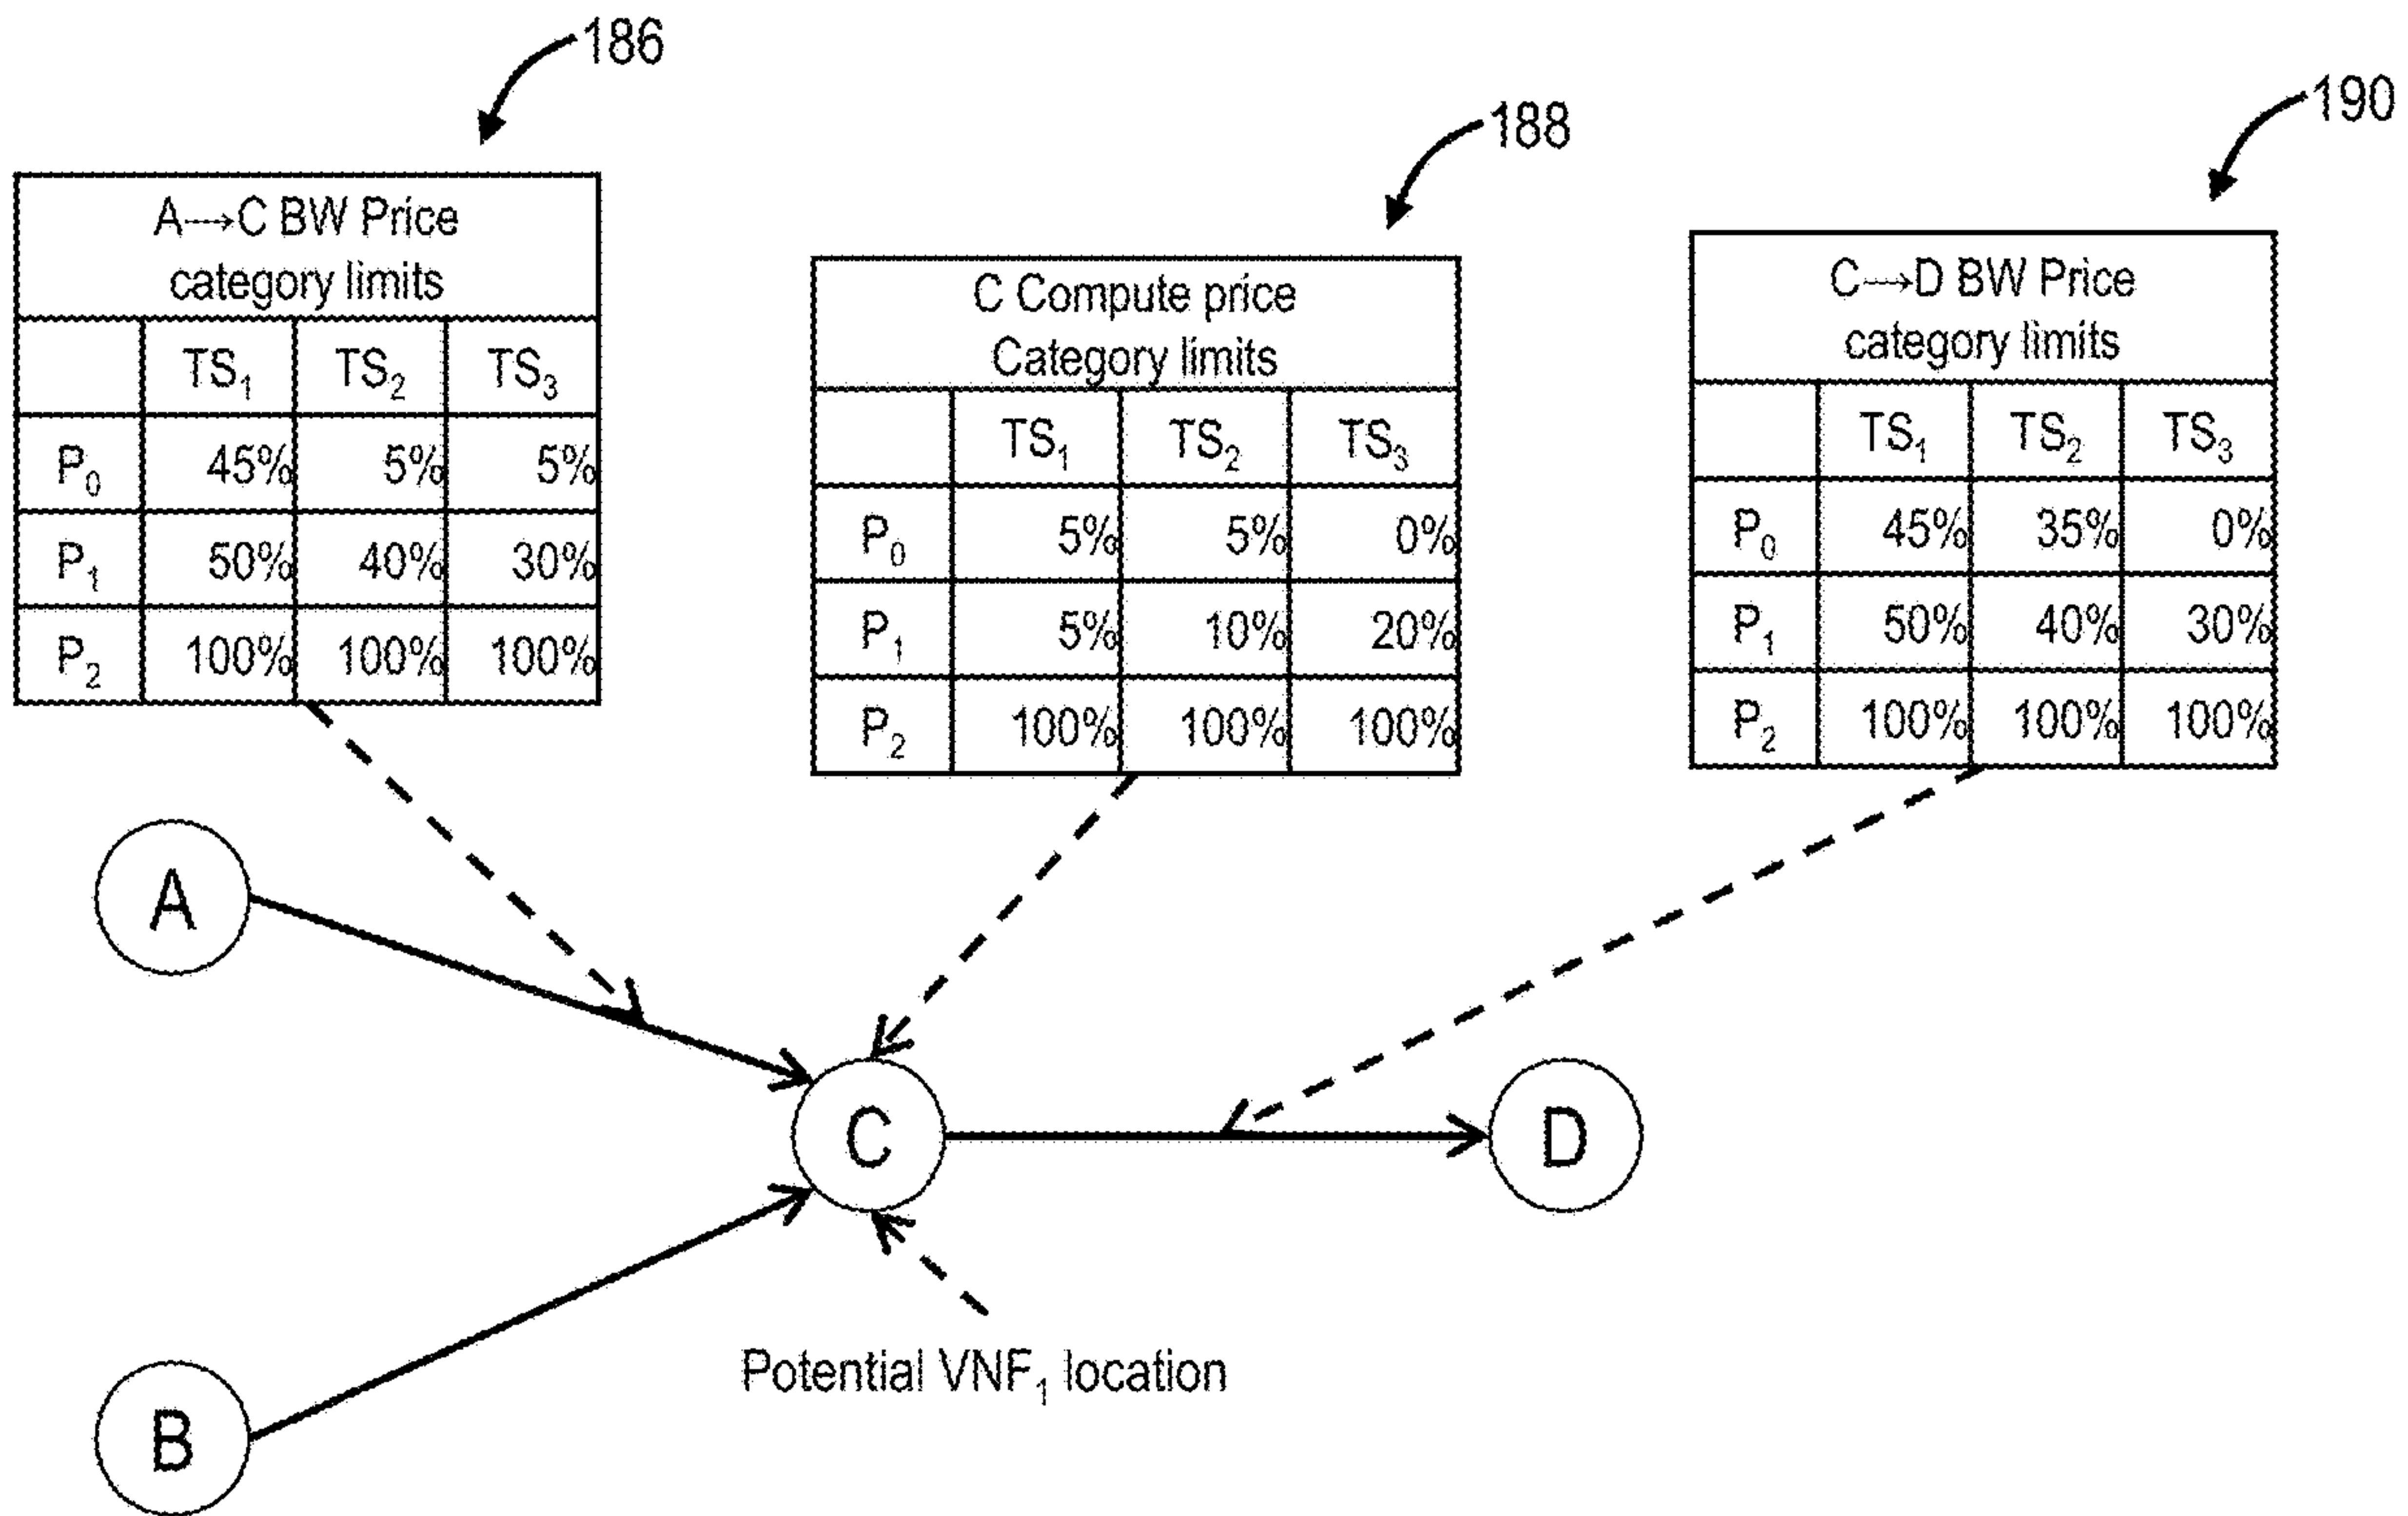 186
188
190
A→C BW Price
category limits
TS₁ TS₂ TS₃
P₀ 45% 5% 5%
P₁ 50% 40% 30%
P₂ 100% 100% 100%
C Compute price
Category limits
TS₁ TS₂ TS₃
P₀ 5% 5% 0%
P₁ 5% 10% 20%
P₂ 100% 100% 100%
C→D BW Price
category limits
TS₁ TS₂ TS₃
P₀ 45% 35% 0%
P₁ 50% 40% 30%
P₂ 100% 100% 100%
A
C
D
B
Potential VNF₁ location